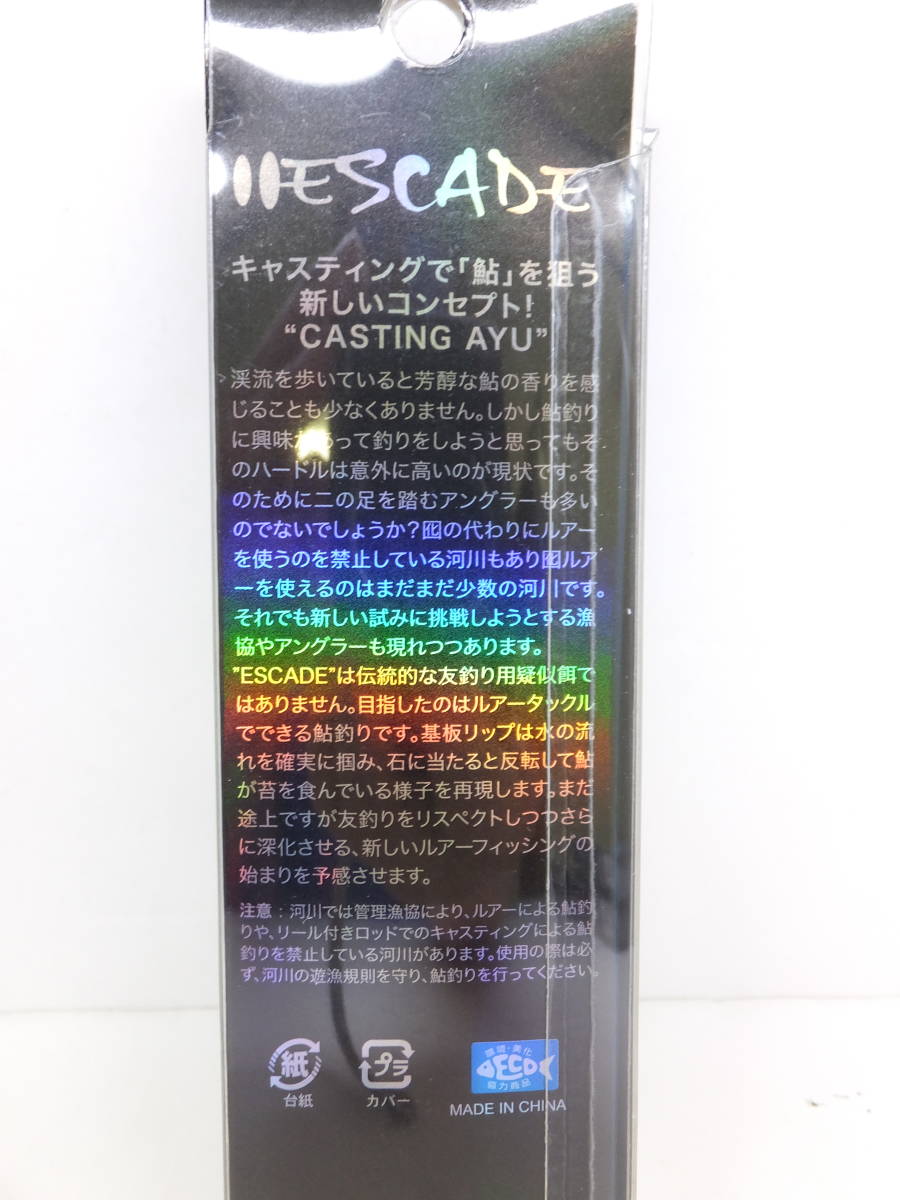 ESCADE
キャスティングで「鮎」を狙う
新しいコンセプト!
“CASTING AYU”
渓流を歩いていると芳醇な鮎の香りを感
じることも少なくありません。しかし鮎釣り
に興味があって釣りをしようと思ってもそ
のハードルは意外に高いのが現状です。そ
のために二の足を踏むアングラーも多い
のでないでしょうか?囮の代わりにルアー
を使うのを禁止している河川もあり囮ルア
ーを使えるのはまだまだ少数の河川です。
それでも新しい試みに挑戦しようとする漁
協やアングラーも現れつつあります。
”ESCADE”は伝統的な友釣り用疑似餌で
はありません。目指したのはルアータックル
でできる鮎釣りです。基板リップは水の流
れを確実に掴み、石に当たると反転して鮎
が苔を食んでいる様子を再現します。まだ
途上ですが友釣りをリスペクトしつつさら
に深化させる、新しいルアーフィッシングの
始まりを予感させます。
注意:河川では管理漁協により、ルアーによる鮎釣
りや、リール付きロッドでのキャスティングによる鮎
釣りを禁止している河川があります。使用の際は必
ず、河川の遊漁規則を守り、鮎釣りを行ってください。
紙
台紙
プラ
カバー
環境・美化
ECO
協力商品
MADE IN CHINA